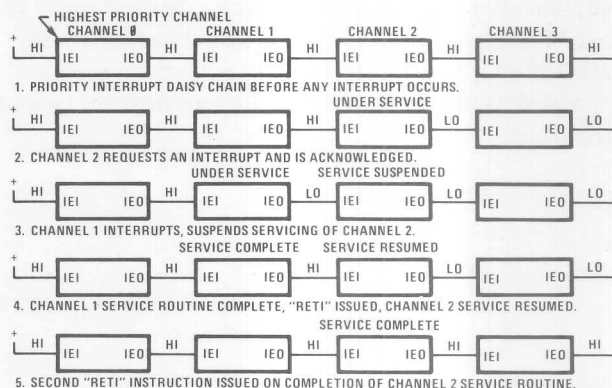 HIGHEST PRIORITY CHANNEL
CHANNEL 0 CHANNEL 1 CHANNEL 2 CHANNEL 3
+ HI IEI IEO HI IEI IEO HI IEI IEO HI IEI IEO HI
1. PRIORITY INTERRUPT DAISY CHAIN BEFORE ANY INTERRUPT OCCURS.
UNDER SERVICE
+ HI IEI IEO HI IEI IEO HI IEI IEO LO IEI IEO LO
2. CHANNEL 2 REQUESTS AN INTERRUPT AND IS ACKNOWLEDGED.
UNDER SERVICE SERVICE SUSPENDED
+ HI IEI IEO HI IEI IEO LO IEI IEO LO IEI IEO LO
3. CHANNEL 1 INTERRUPTS, SUSPENDS SERVICING OF CHANNEL 2.
SERVICE COMPLETE SERVICE RESUMED
+ HI IEI IEO HI IEI IEO HI IEI IEO LO IEI IEO LO
4. CHANNEL 1 SERVICE ROUTINE COMPLETE, "RETI" ISSUED, CHANNEL 2 SERVICE RESUMED.
SERVICE COMPLETE
+ HI IEI IEO HI IEI IEO HI IEI IEO HI IEI IEO HI
5. SECOND "RETI" INSTRUCTION ISSUED ON COMPLETION OF CHANNEL 2 SERVICE ROUTINE.